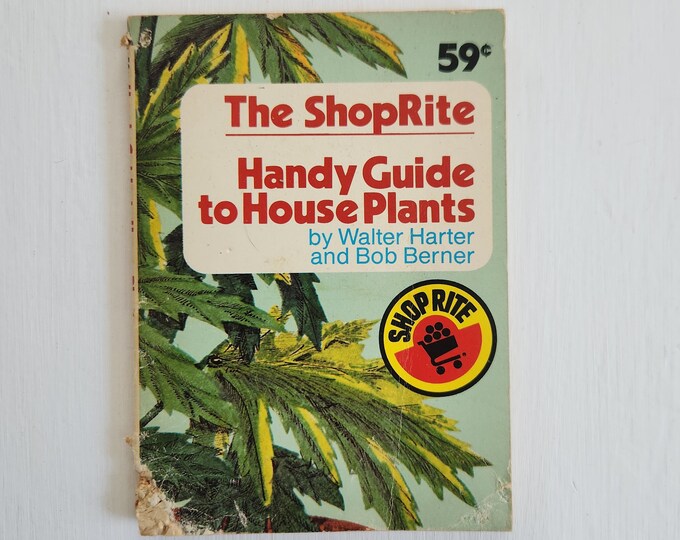 59¢
The ShopRite
Handy Guide
to House Plants
by Walter Harter
and Bob Berner
SHOP RITE